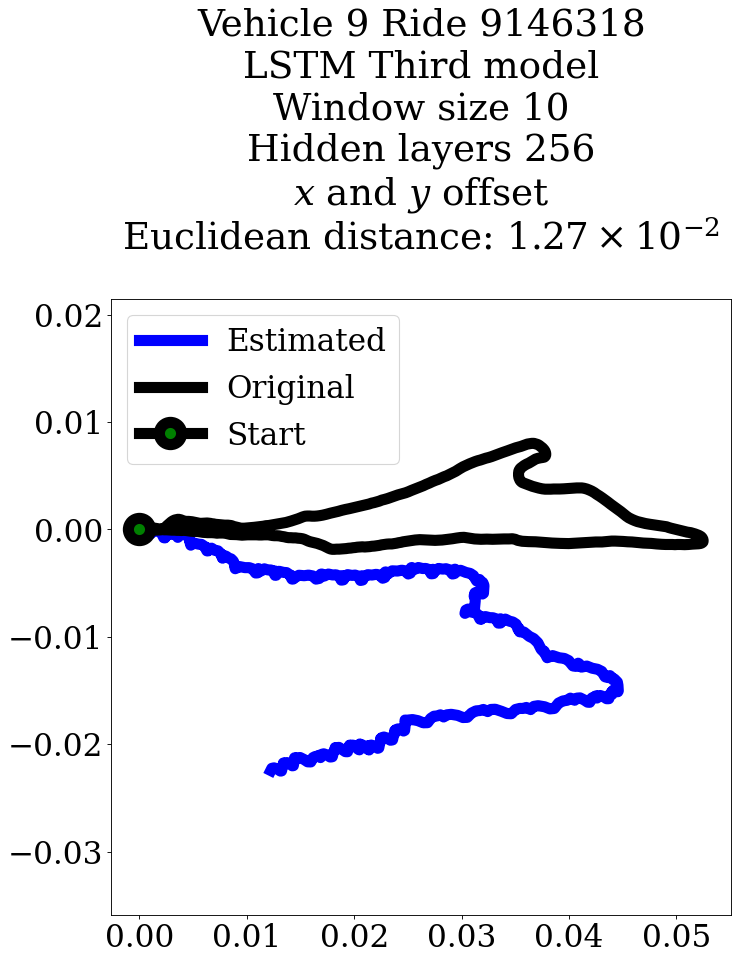 Vehicle 9 Ride 9146318
LSTM Third model
Window size 10
Hidden layers 256
x and y offset
Euclidean distance: 1.27 × 10⁻²
Estimated
Original
Start
0.02
0.01
0.00
−0.01
−0.02
−0.03
0.00 0.01 0.02 0.03 0.04 0.05